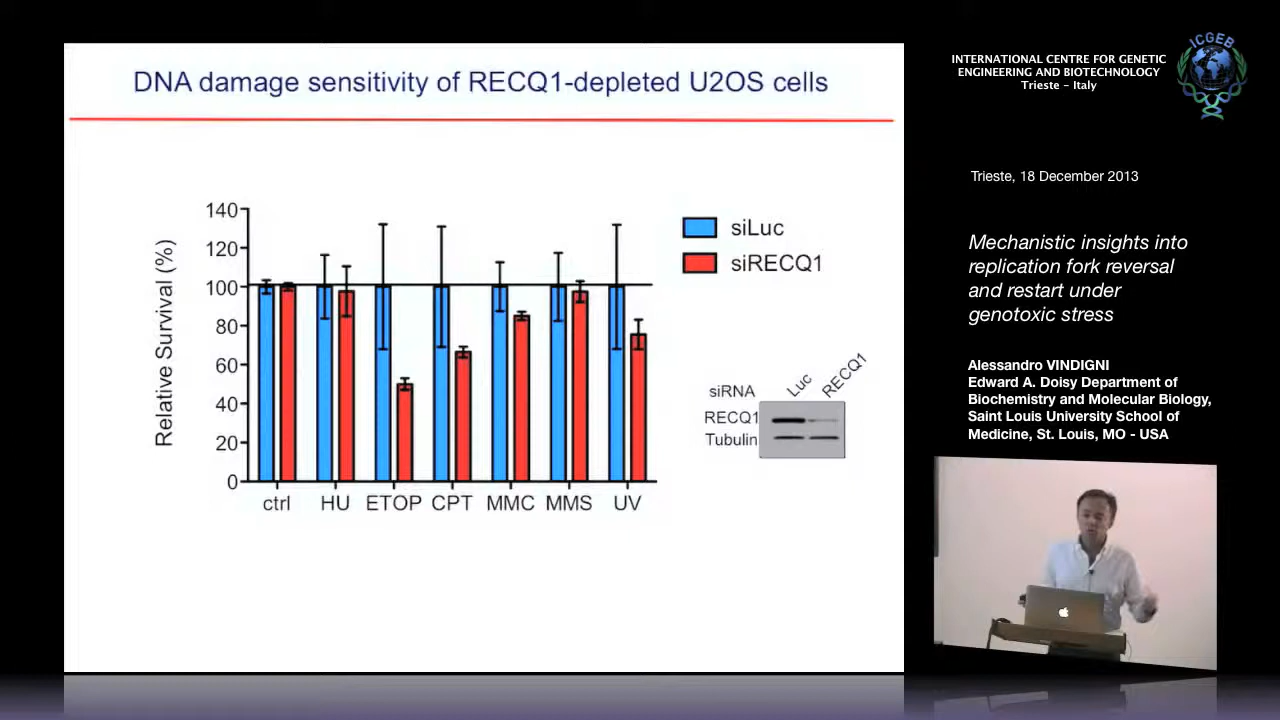 DNA damage sensitivity of RECQ1-depleted U2OS cells
Relative Survival (%)
140
120
100
80
60
40
20
0
ctrl HU ETOP CPT MMC MMS UV
siLuc
siRECQ1
siRNA Luc RECQ1
RECQ1
Tubulin
INTERNATIONAL CENTRE FOR GENETIC
ENGINEERING AND BIOTECHNOLOGY
Trieste - Italy
ICGEB
Trieste, 18 December 2013
Mechanistic insights into
replication fork reversal
and restart under
genotoxic stress
Alessandro VINDIGNI
Edward A. Doisy Department of
Biochemistry and Molecular Biology,
Saint Louis University School of
Medicine, St. Louis, MO - USA